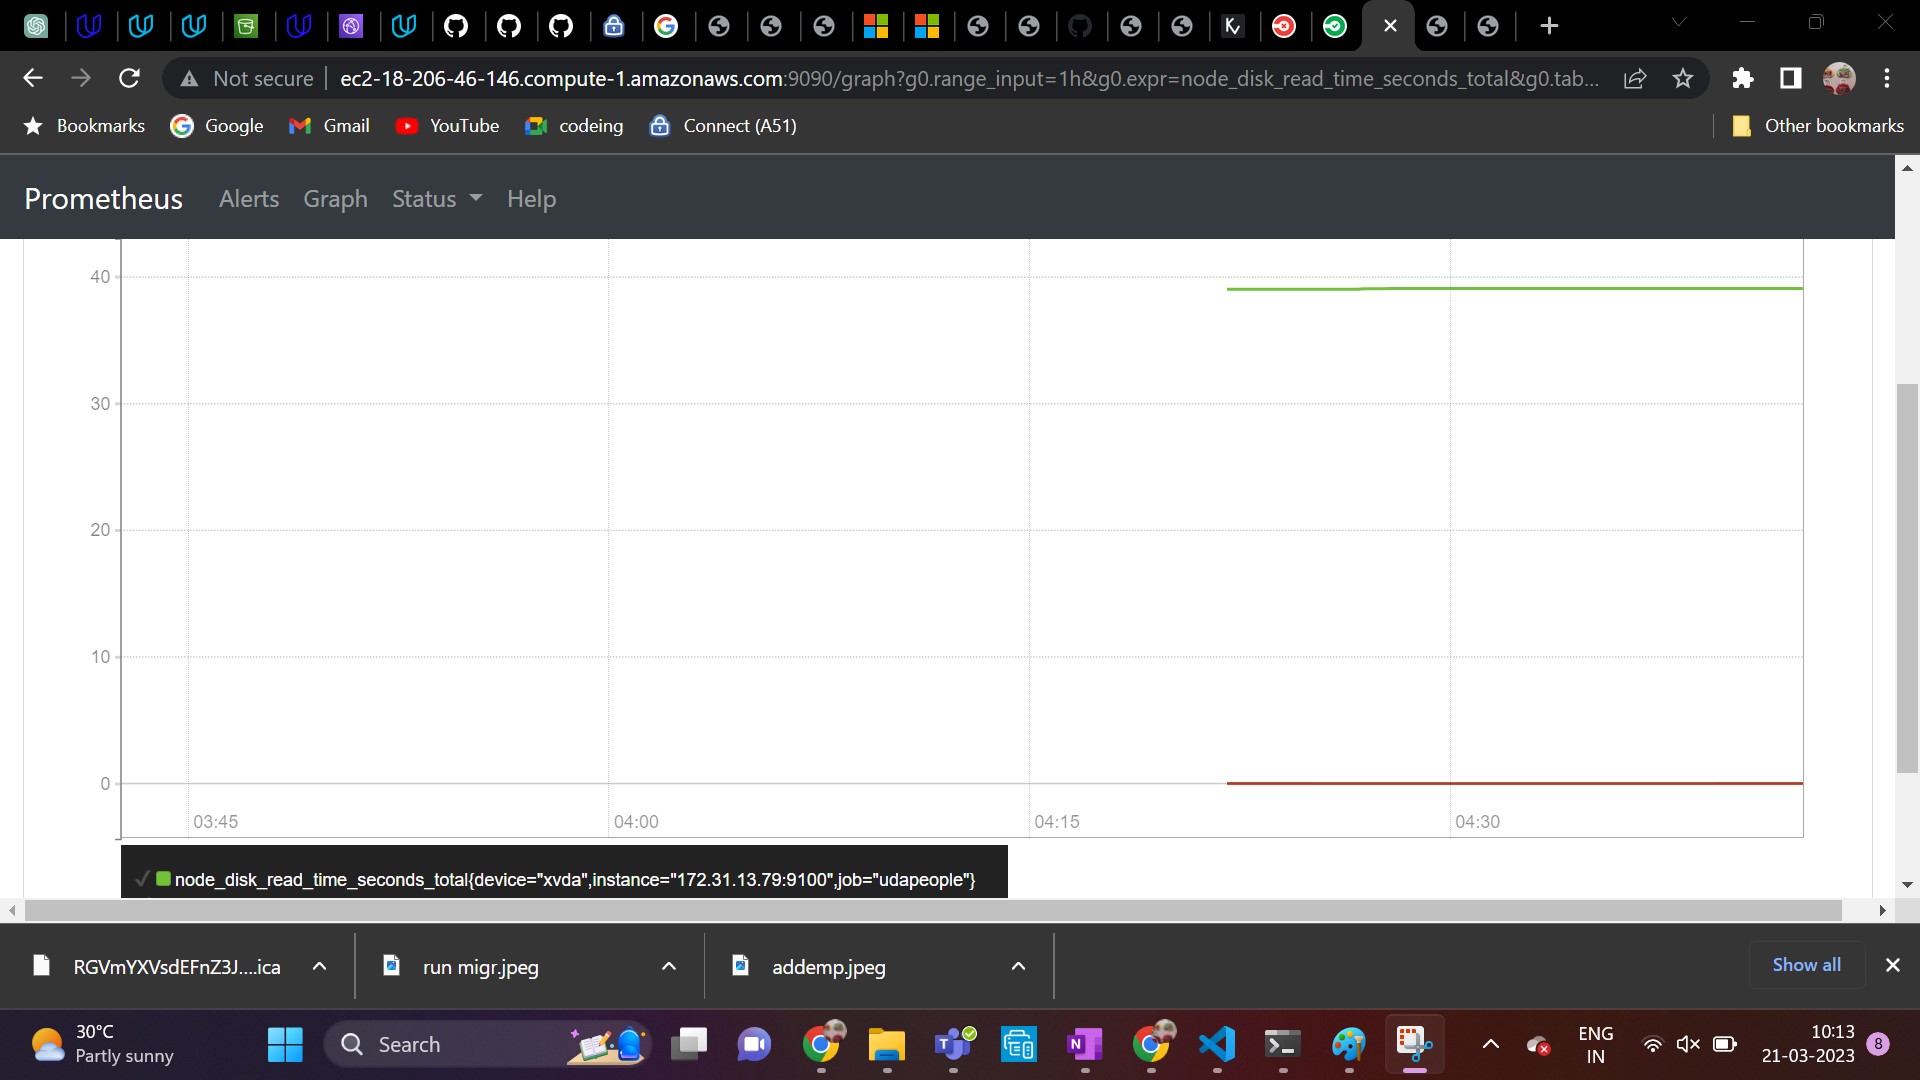 Not secure ec2-18-206-46-146.compute-1.amazonaws.com:9090/graph?g0.range_input=1h&g0.expr=node_disk_read_time_seconds_total&g0.tab...
Bookmarks Google Gmail YouTube codeing Connect (A51) Other bookmarks
Prometheus Alerts Graph Status Help
40
30
20
10
0
03:45 04:00 04:15 04:30
node_disk_read_time_seconds_total{device="xvda",instance="172.31.13.79:9100",job="udapeople"}
RGVmYXVsdEFnZ3J....ica run migr.jpeg addemp.jpeg Show all
30°C
Partly sunny
Search
ENG
IN
10:13
21-03-2023
8